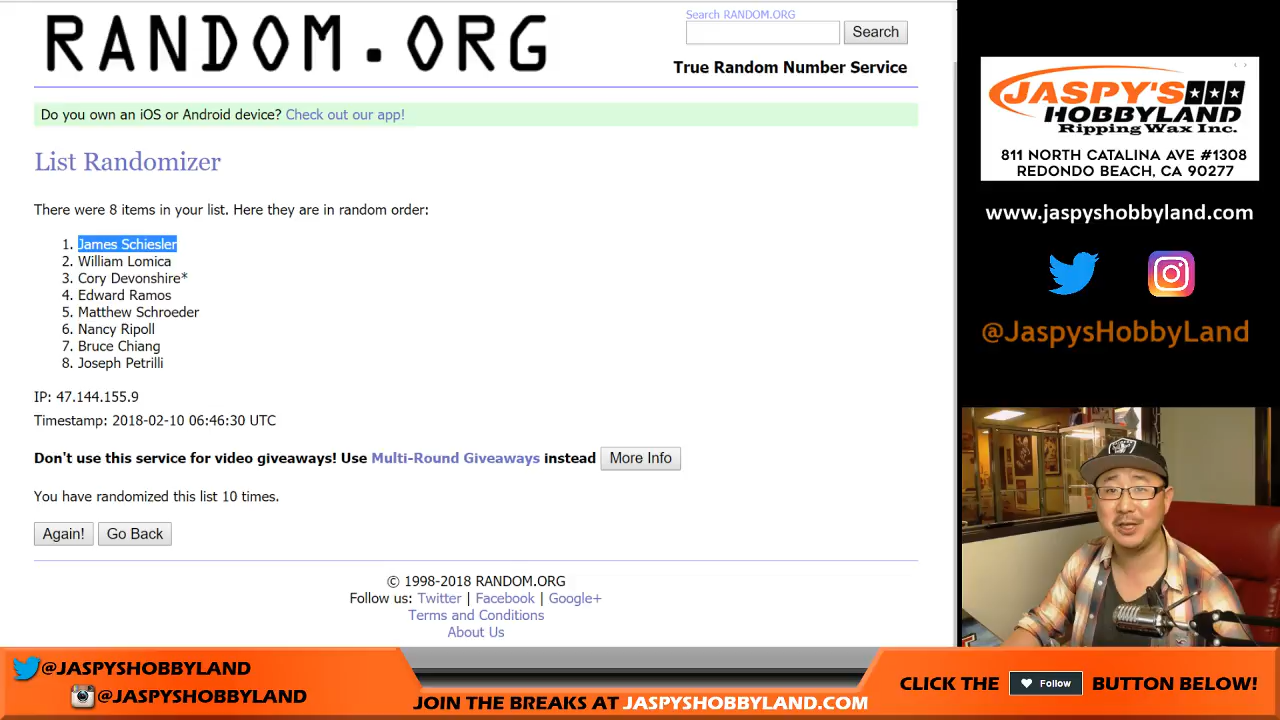 RANDOM.ORG
Search RANDOM.ORG
Search
True Random Number Service
Do you own an iOS or Android device? Check out our app!
List Randomizer
There were 8 items in your list. Here they are in random order:
1. James Schiesler
2. William Lomica
3. Cory Devonshire*
4. Edward Ramos
5. Matthew Schroeder
6. Nancy Ripoll
7. Bruce Chiang
8. Joseph Petrilli
IP: 47.144.155.9
Timestamp: 2018-02-10 06:46:30 UTC
Don't use this service for video giveaways! Use Multi-Round Giveaways instead More Info
You have randomized this list 10 times.
Again! Go Back
© 1998-2018 RANDOM.ORG
Follow us: Twitter | Facebook | Google+
Terms and Conditions
About Us
JASPY'S
HOBBYLAND
Ripping Wax Inc.
811 NORTH CATALINA AVE #1308
REDONDO BEACH, CA 90277
www.jaspyshobbyland.com
@JaspysHobbyLand
@JASPYSHOBBYLAND
@JASPYSHOBBYLAND
JOIN THE BREAKS AT JASPYSHOBBYLAND.COM
CLICK THE Follow BUTTON BELOW!